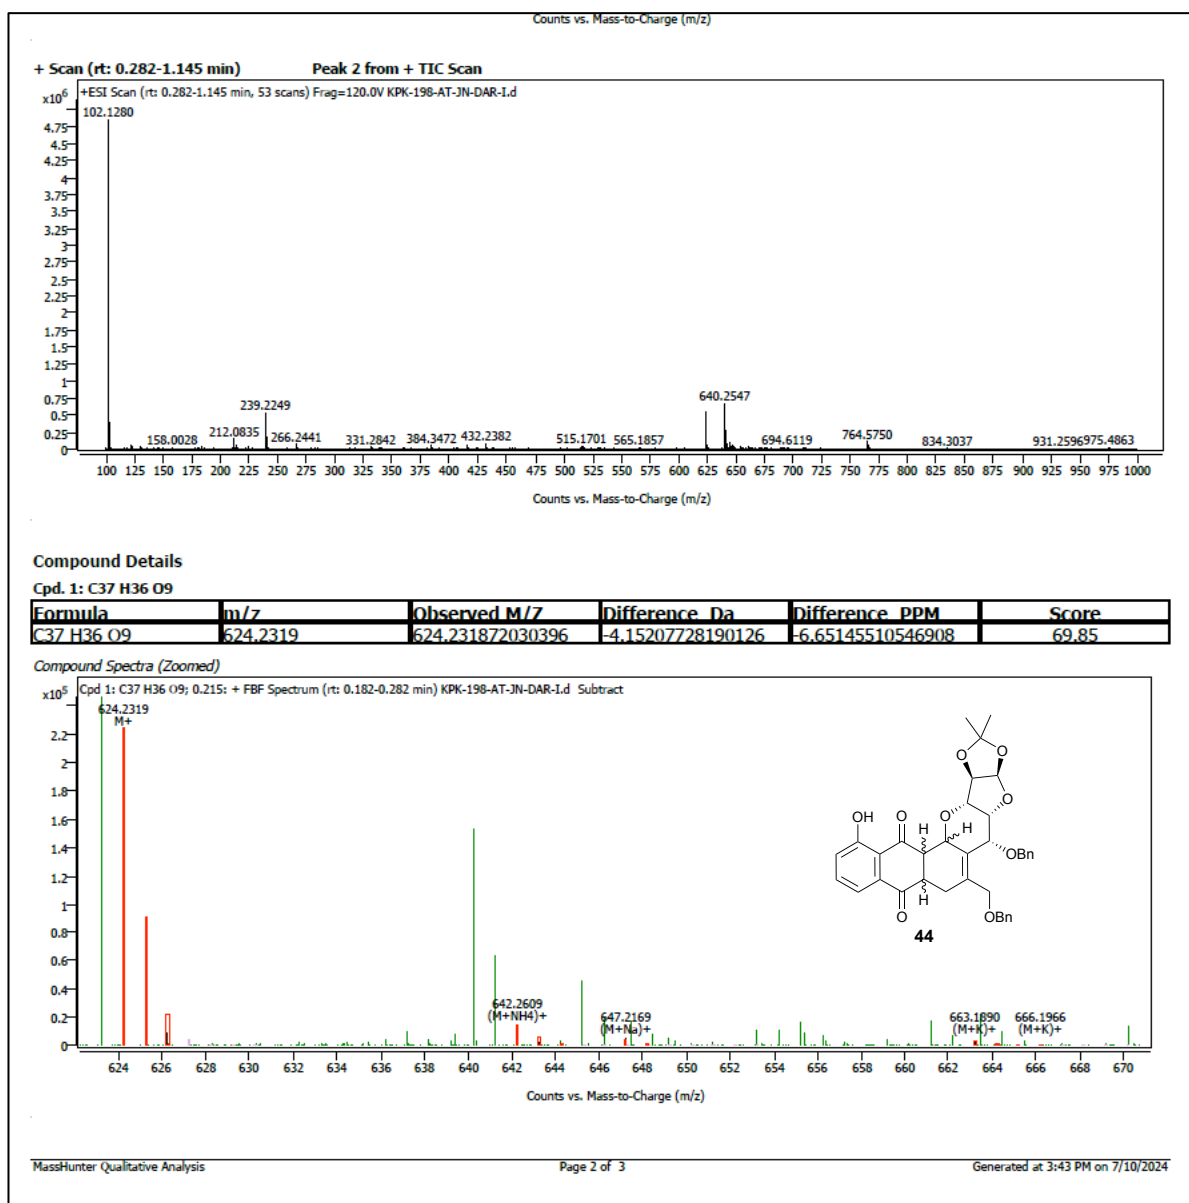 Counts vs. Mass-to-Charge (m/z)
+ Scan (rt: 0.282-1.145 min) Peak 2 from + TIC Scan
x10⁶ +ESI Scan (rt: 0.282-1.145 min, 53 scans) Frag=120.0V KPK-198-AT-JN-DAR-I.d
102.1280
4.75
4.5
4.25
4
3.75
3.5
3.25
3
2.75
2.5
2.25
2
1.75
1.5
1.25
1
0.75
0.5
0.25
0
158.0028 212.0835 239.2249 266.2441 331.2842 384.3472 432.2382 515.1701 565.1857 640.2547 694.6119 764.5750 834.3037 931.2596 975.4863
100 125 150 175 200 225 250 275 300 325 350 375 400 425 450 475 500 525 550 575 600 625 650 675 700 725 750 775 800 825 850 875 900 925 950 975 1000
Counts vs. Mass-to-Charge (m/z)
Compound Details
Cpd. 1: C37 H36 O9
Formula m/z Observed M/Z Difference Da Difference PPM Score
C37 H36 O9 624.2319 624.231872030396 -4.15207728190126 -6.65145510546908 69.85
Compound Spectra (Zoomed)
x10⁵ Cpd 1: C37 H36 O9; 0.215: + FBF Spectrum (rt: 0.182-0.282 min) KPK-198-AT-JN-DAR-I.d Subtract
624.2319
M+
2.2
2
1.8
1.6
1.4
1.2
1
0.8
0.6
0.4
0.2
0
642.2609
(M+NH4)+
647.2169
(M+Na)+
663.1890
(M+K)+
666.1966
(M+K)+
O O
O
OH O O
H H
OBn
H
O OBn
44
624 626 628 630 632 634 636 638 640 642 644 646 648 650 652 654 656 658 660 662 664 666 668 670
Counts vs. Mass-to-Charge (m/z)
MassHunter Qualitative Analysis Page 2 of 3 Generated at 3:43 PM on 7/10/2024